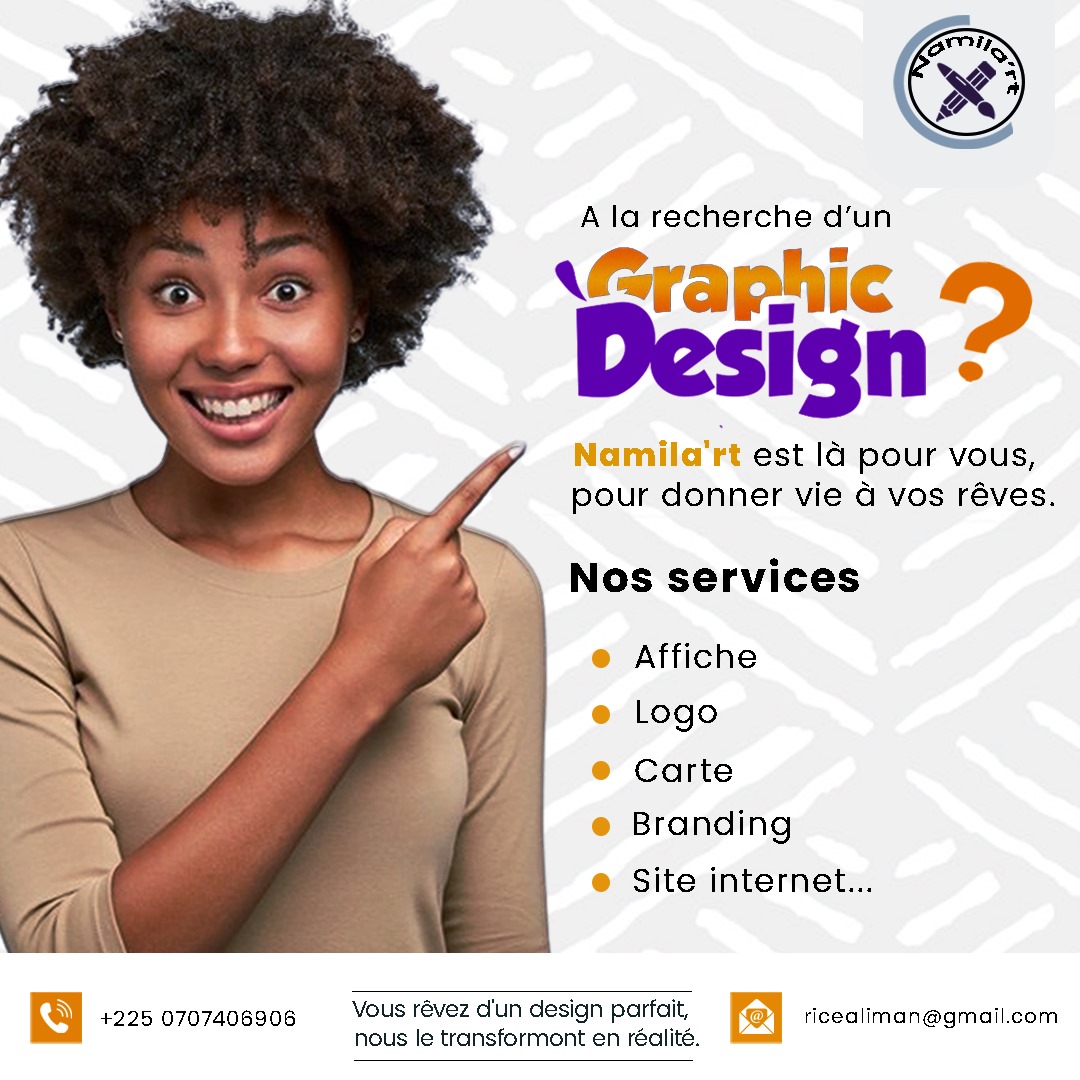 Namila'rt
A la recherche d’un
Graphic
Design ?
Namila'rt est là pour vous,
pour donner vie à vos rêves.
Nos services
Affiche
Logo
Carte
Branding
Site internet...
+225 0707406906
Vous rêvez d'un design parfait,
nous le transformont en réalité.
ricealiman@gmail.com